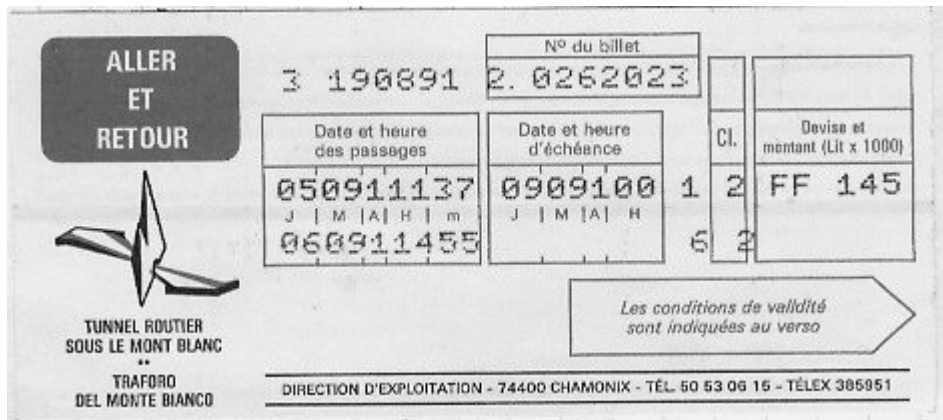 ALLER
ET
RETOUR
TUNNEL ROUTIER
SOUS LE MONT BLANC
••
TRAFORO
DEL MONTE BIANCO
Nº du billet
3 190891 2. 0262023
Date et heure
des passages
Date et heure
d'échéance
Cl.
Devise et
montant (Lit x 1000)
050911137 0909100 1 2 FF 145
J | M | A | H | m J | M | A | H
060911455 6 2
Les conditions de validité
sont indiquées au verso
DIRECTION D'EXPLOITATION - 74400 CHAMONIX - TÉL. 50 53 06 15 - TÉLEX 385951